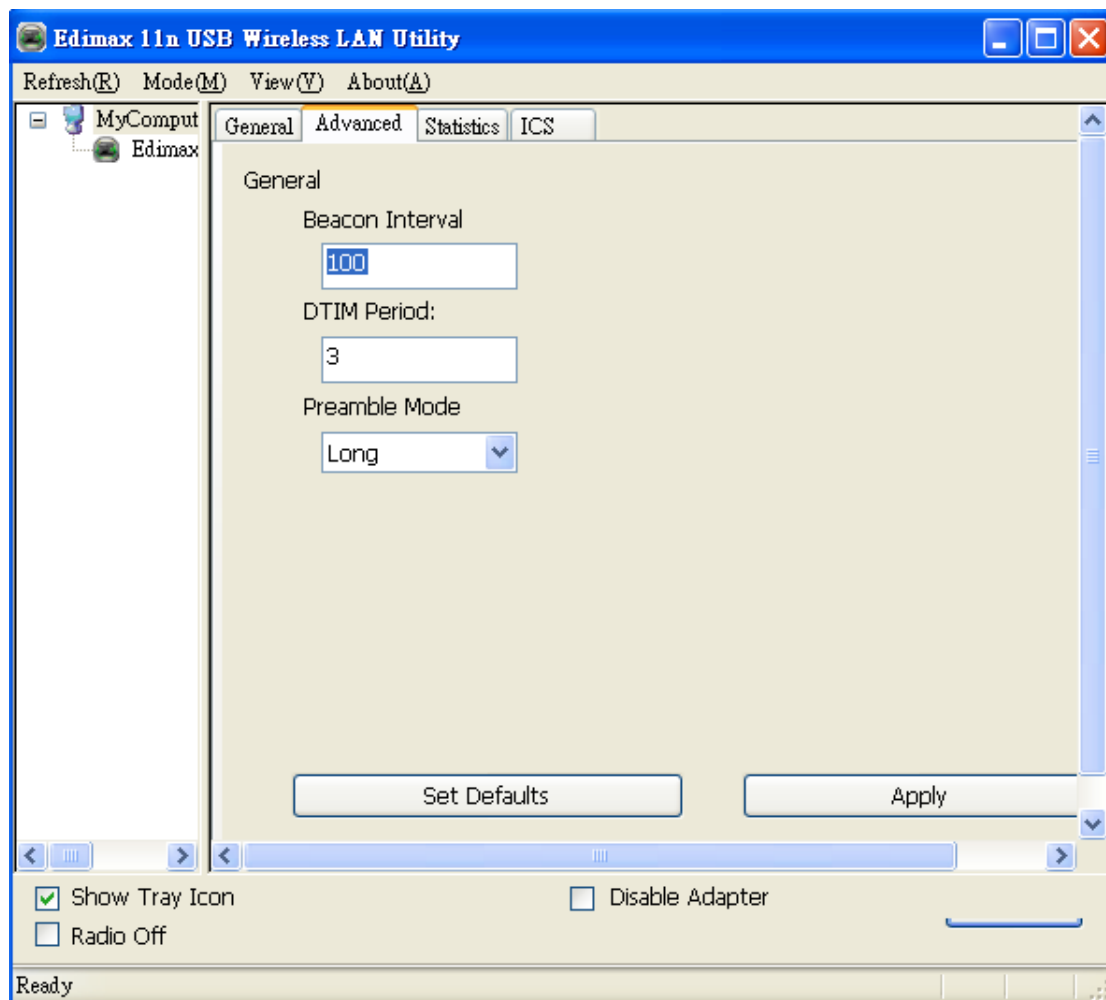 Edimax 11n USB Wireless LAN Utility
Refresh(R) Mode(M) View(V) About(A)
MyComput
Edimax
General Advanced Statistics ICS
General
Beacon Interval
100
DTIM Period:
3
Preamble Mode
Long
Set Defaults Apply
Show Tray Icon Disable Adapter
Radio Off
Ready